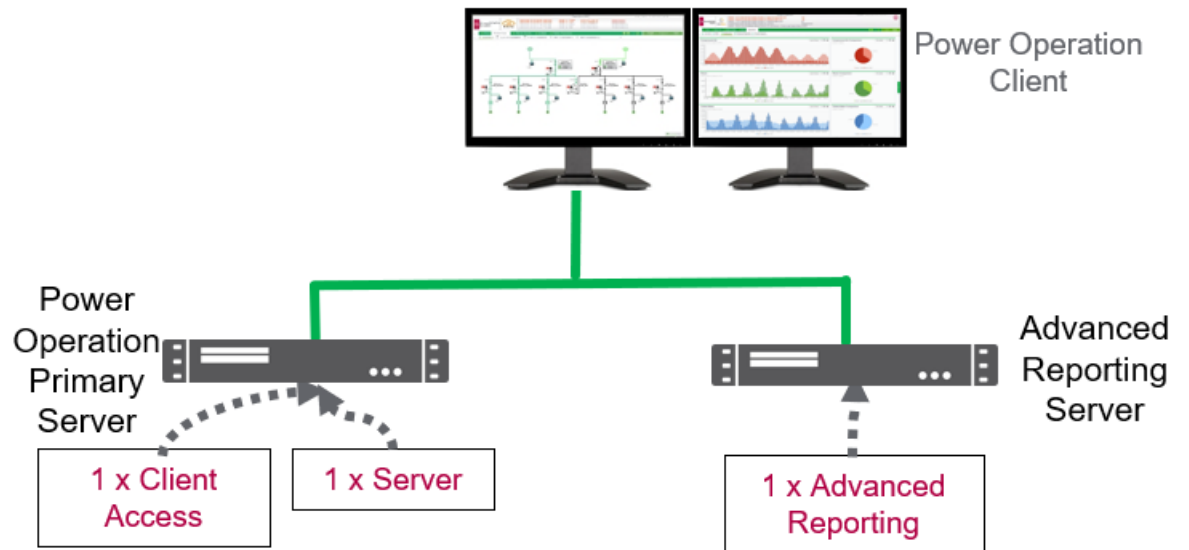 Power Operation
Client
Power
Operation
Primary
Server
Advanced
Reporting
Server
1 x Client
Access
1 x Server
1 x Advanced
Reporting